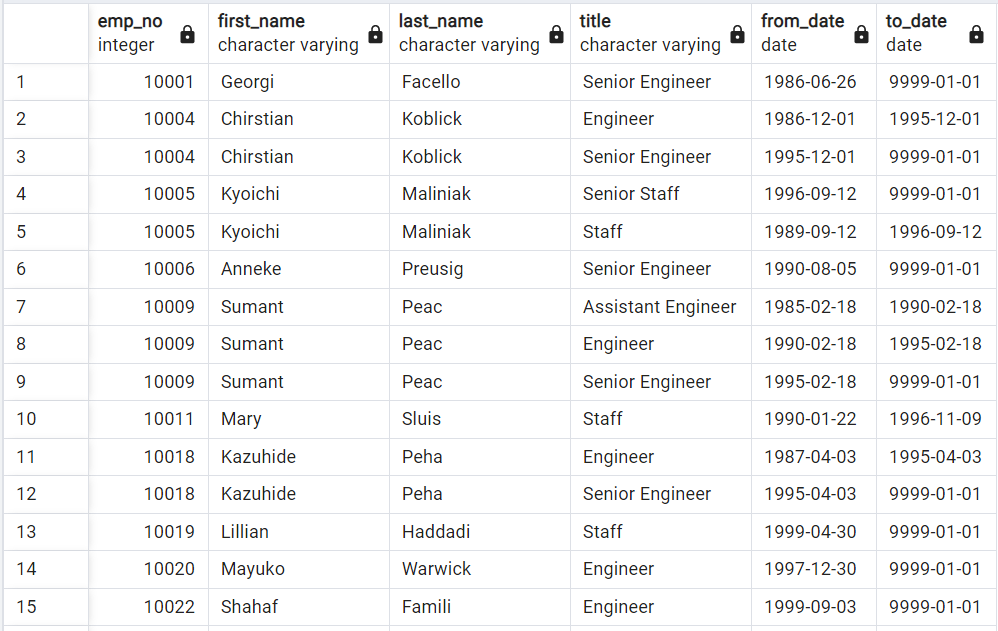 emp_no first_name last_name title from_date to_date
integer character varying character varying character varying date date
1 10001 Georgi Facello Senior Engineer 1986-06-26 9999-01-01
2 10004 Chirstian Koblick Engineer 1986-12-01 1995-12-01
3 10004 Chirstian Koblick Senior Engineer 1995-12-01 9999-01-01
4 10005 Kyoichi Maliniak Senior Staff 1996-09-12 9999-01-01
5 10005 Kyoichi Maliniak Staff 1989-09-12 1996-09-12
6 10006 Anneke Preusig Senior Engineer 1990-08-05 9999-01-01
7 10009 Sumant Peac Assistant Engineer 1985-02-18 1990-02-18
8 10009 Sumant Peac Engineer 1990-02-18 1995-02-18
9 10009 Sumant Peac Senior Engineer 1995-02-18 9999-01-01
10 10011 Mary Sluis Staff 1990-01-22 1996-11-09
11 10018 Kazuhide Peha Engineer 1987-04-03 1995-04-03
12 10018 Kazuhide Peha Senior Engineer 1995-04-03 9999-01-01
13 10019 Lillian Haddadi Staff 1999-04-30 9999-01-01
14 10020 Mayuko Warwick Engineer 1997-12-30 9999-01-01
15 10022 Shahaf Famili Engineer 1999-09-03 9999-01-01